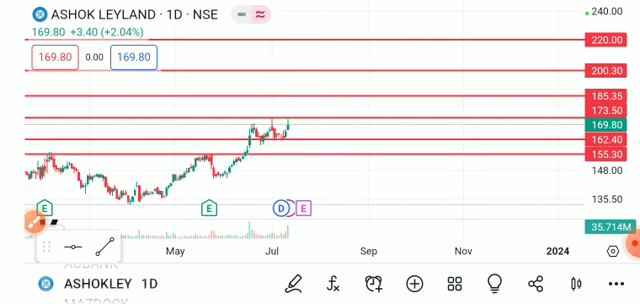 ASHOK LEYLAND · 1D · NSE
169.80 +3.40 (+2.04%)
169.80 0.00 169.80
240.00
220.00
200.30
185.35
173.50
169.80
162.40
155.30
148.00
135.50
35.714M
E E D E
May Jul Sep Nov 2024
AUBANK
ASHOKLEY 1D
MAZDOCK